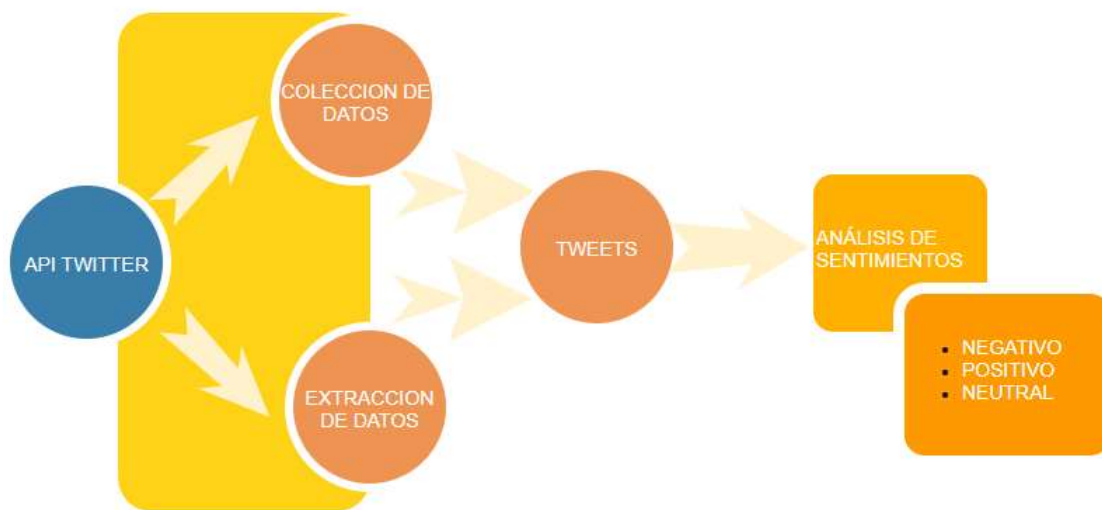 COLECCION DE
DATOS
API TWITTER
TWEETS
EXTRACCION
DE DATOS
ANÁLISIS DE
SENTIMIENTOS
• NEGATIVO
• POSITIVO
• NEUTRAL